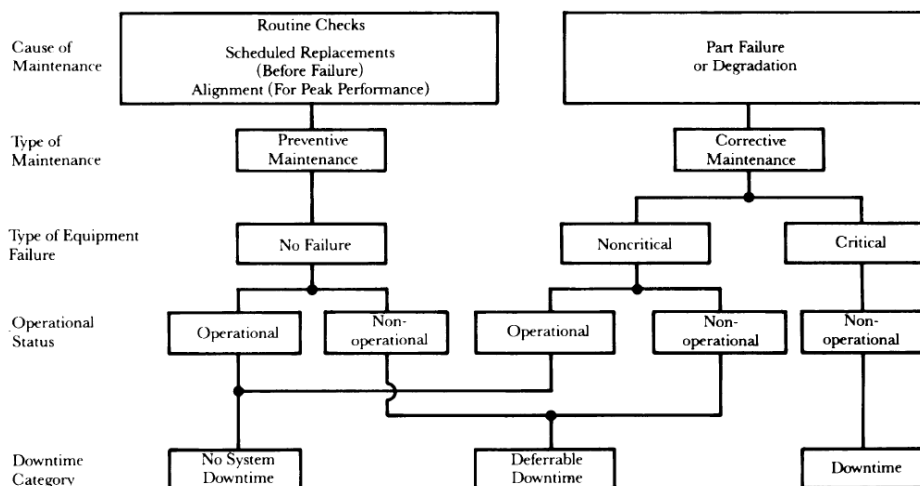 Cause of
Maintenance
Routine Checks
Scheduled Replacements
(Before Failure)
Alignment (For Peak Performance)
Part Failure
or Degradation
Type of
Maintenance
Preventive
Maintenance
Corrective
Maintenance
Type of Equipment
Failure
No Failure
Noncritical
Critical
Operational
Status
Operational
Non-
operational
Operational
Non-
operational
Non-
operational
Downtime
Category
No System
Downtime
Deferrable
Downtime
Downtime